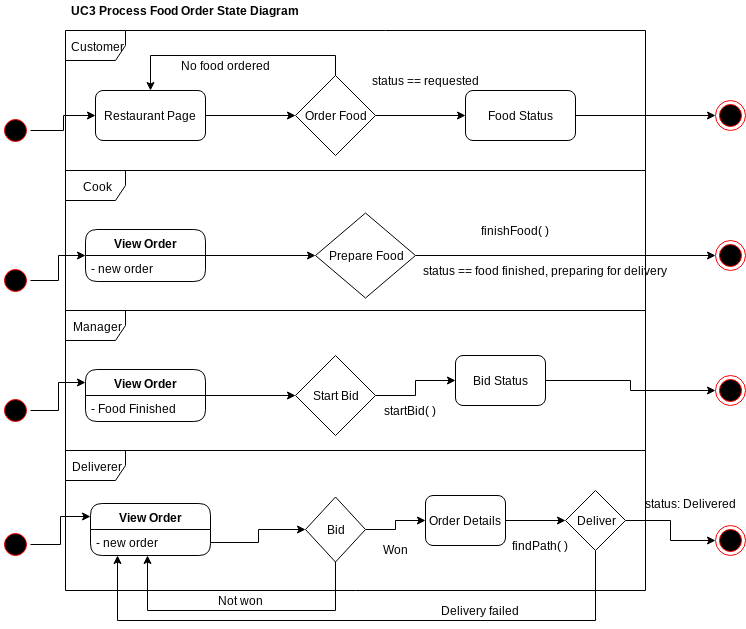 UC3 Process Food Order State Diagram
Customer
No food ordered
status == requested
Restaurant Page
Order Food
Food Status
Cook
View Order
- new order
Prepare Food
finishFood( )
status == food finished, preparing for delivery
Manager
View Order
- Food Finished
Start Bid
startBid( )
Bid Status
Deliverer
View Order
- new order
Bid
Won
Order Details
findPath( )
Deliver
status: Delivered
Not won
Delivery failed